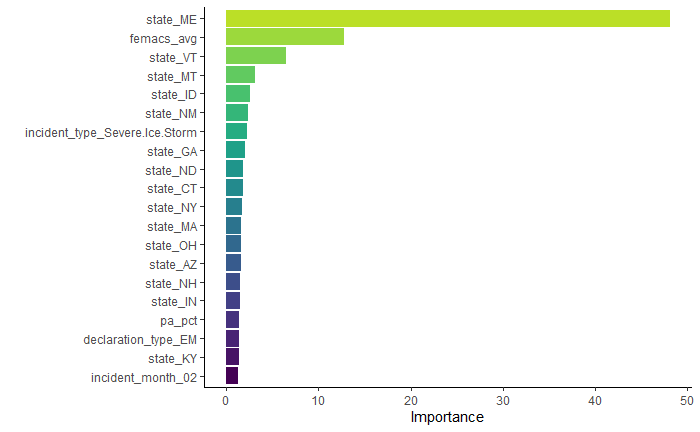 state_ME
femacs_avg
state_VT
state_MT
state_ID
state_NM
incident_type_Severe.Ice.Storm
state_GA
state_ND
state_CT
state_NY
state_MA
state_OH
state_AZ
state_NH
state_IN
pa_pct
declaration_type_EM
state_KY
incident_month_02
0 10 20 30 40 50
Importance